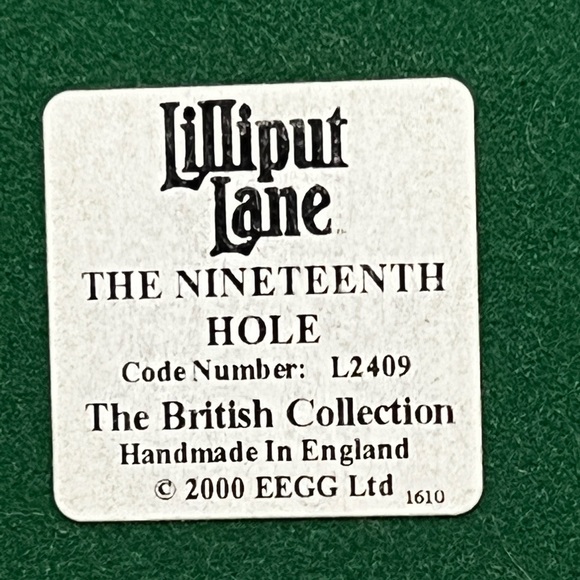 Lilliput
Lane
THE NINETEENTH
HOLE
Code Number: L2409
The British Collection
Handmade In England
© 2000 EEGG Ltd 1610